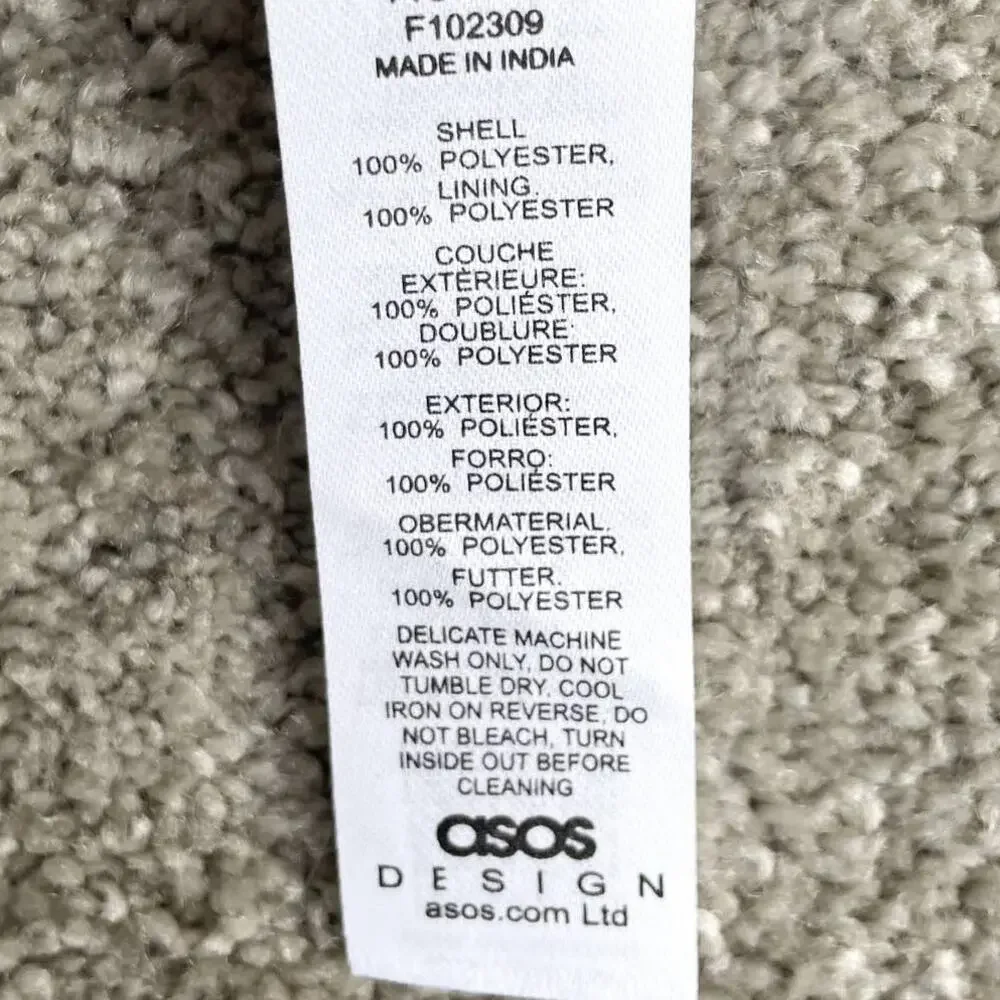 F102309
MADE IN INDIA
SHELL
100% POLYESTER,
LINING.
100% POLYESTER
COUCHE
EXTÈRIEURE:
100% POLIÉSTER,
DOUBLURE:
100% POLYESTER
EXTERIOR:
100% POLIÉSTER,
FORRO:
100% POLIÉSTER
OBERMATERIAL.
100% POLYESTER,
FUTTER.
100% POLYESTER
DELICATE MACHINE
WASH ONLY, DO NOT
TUMBLE DRY, COOL
IRON ON REVERSE, DO
NOT BLEACH, TURN
INSIDE OUT BEFORE
CLEANING
asos
DESIGN
asos.com Ltd